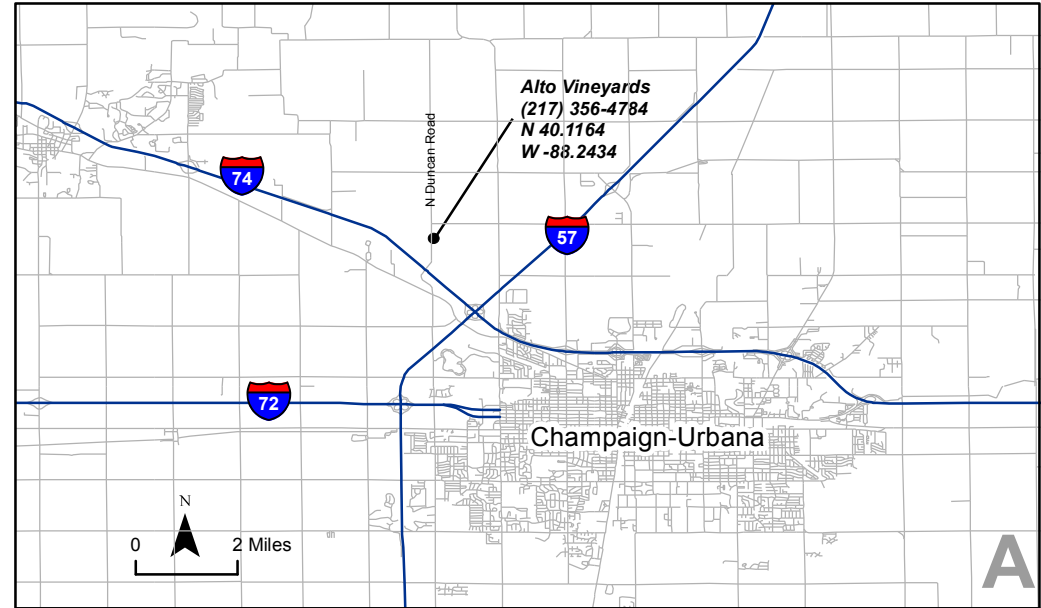 Alto Vineyards
(217) 356-4784
N 40.1164
W -88.2434
N Duncan Road
74
57
72
Champaign-Urbana
N
0 2 Miles
A